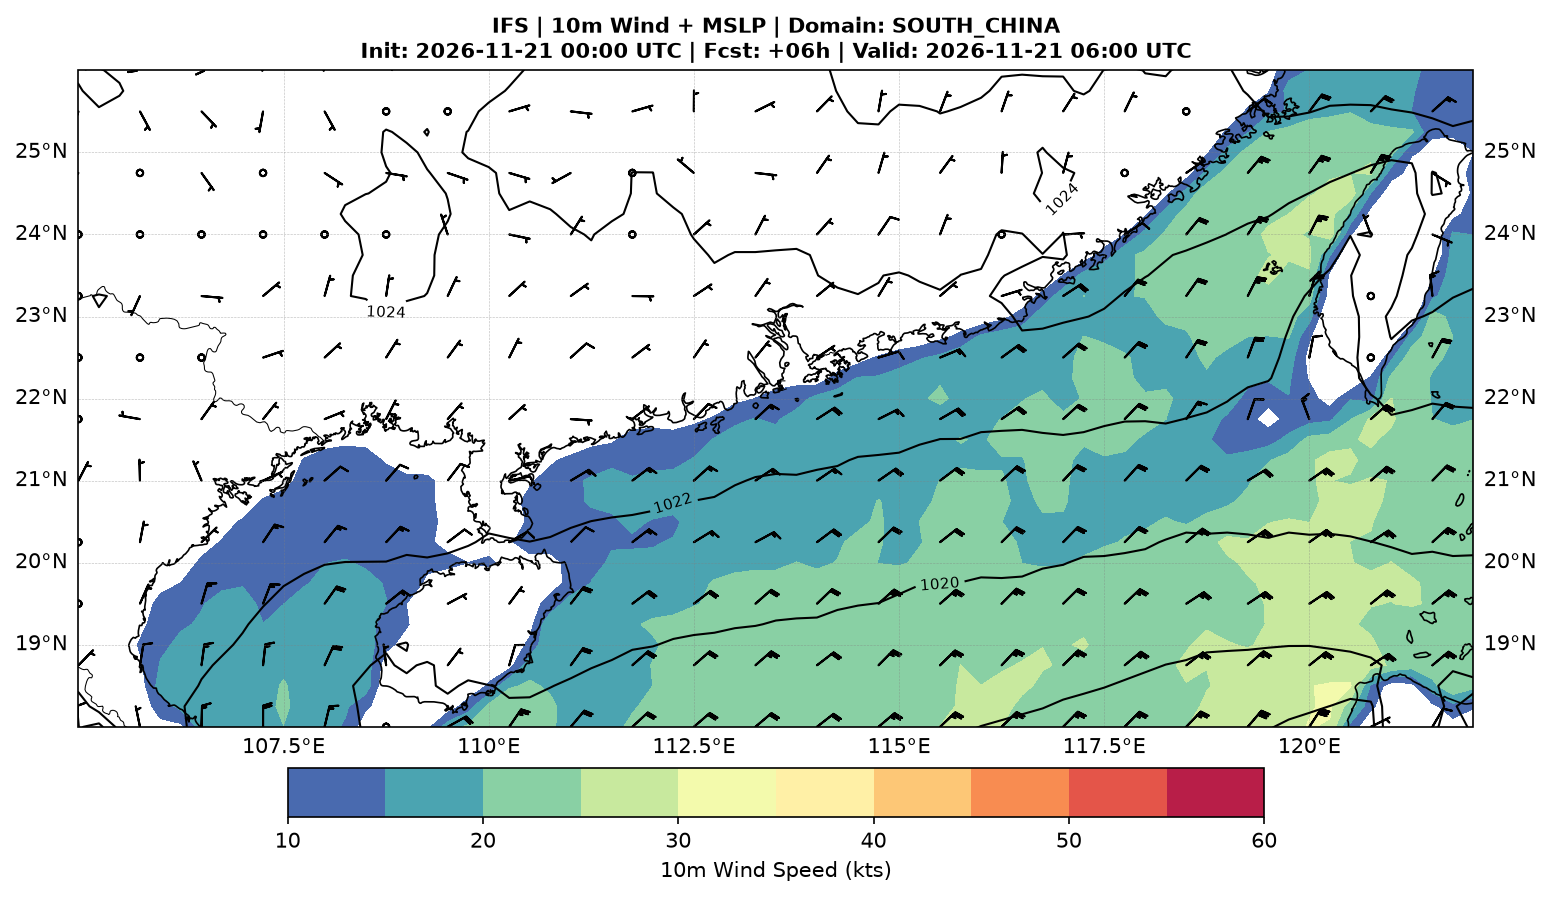 IFS | 10m Wind + MSLP | Domain: SOUTH_CHINA
Init: 2026-11-21 00:00 UTC | Fcst: +06h | Valid: 2026-11-21 06:00 UTC
25°N
25°N
1024
24°N
24°N
1024
23°N
23°N
22°N
22°N
21°N
21°N
1022
20°N
20°N
1020
19°N
19°N
107.5°E
110°E
112.5°E
115°E
117.5°E
120°E
10
20
30
40
50
60
10m Wind Speed (kts)